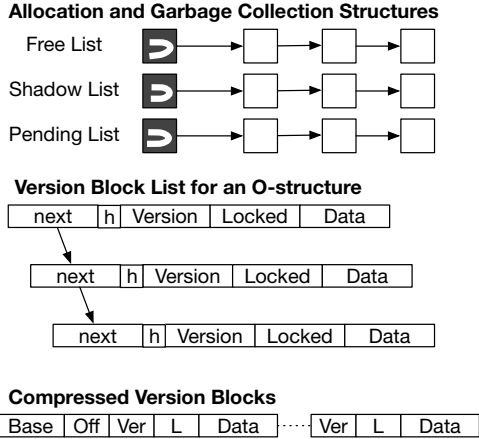 Allocation and Garbage Collection Structures
Free List
Shadow List
Pending List
Version Block List for an O-structure
next h Version Locked Data
next h Version Locked Data
next h Version Locked Data
Compressed Version Blocks
Base Off Ver L Data Ver L Data